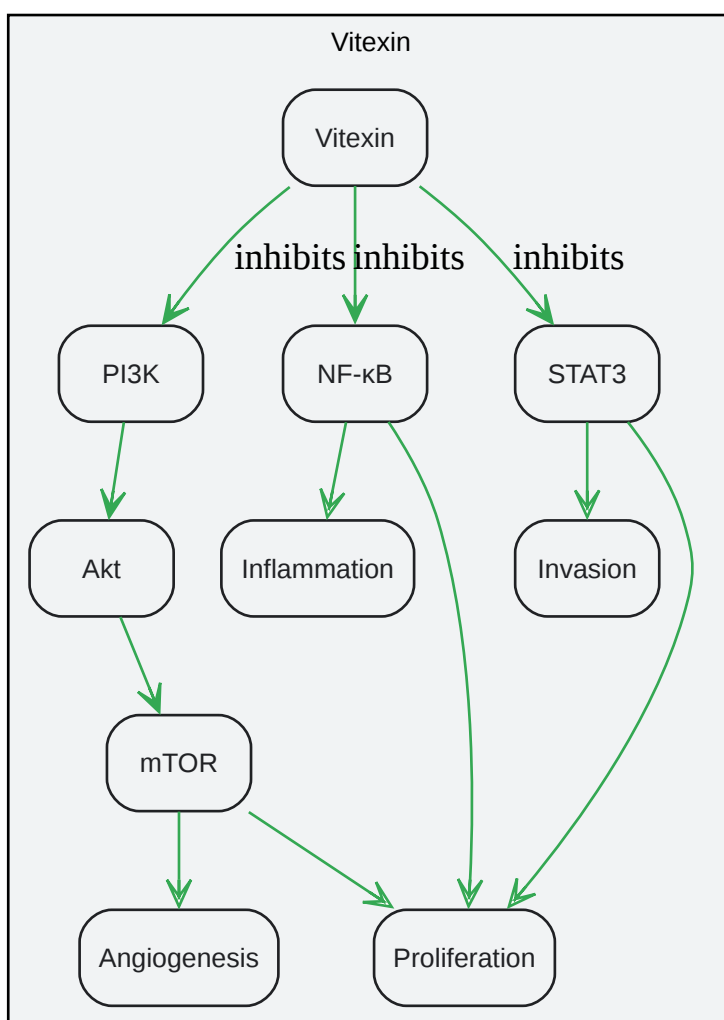 Vitexin
Vitexin
inhibits inhibits inhibits
PI3K NF-κB STAT3
Akt Inflammation Invasion
mTOR
Angiogenesis Proliferation